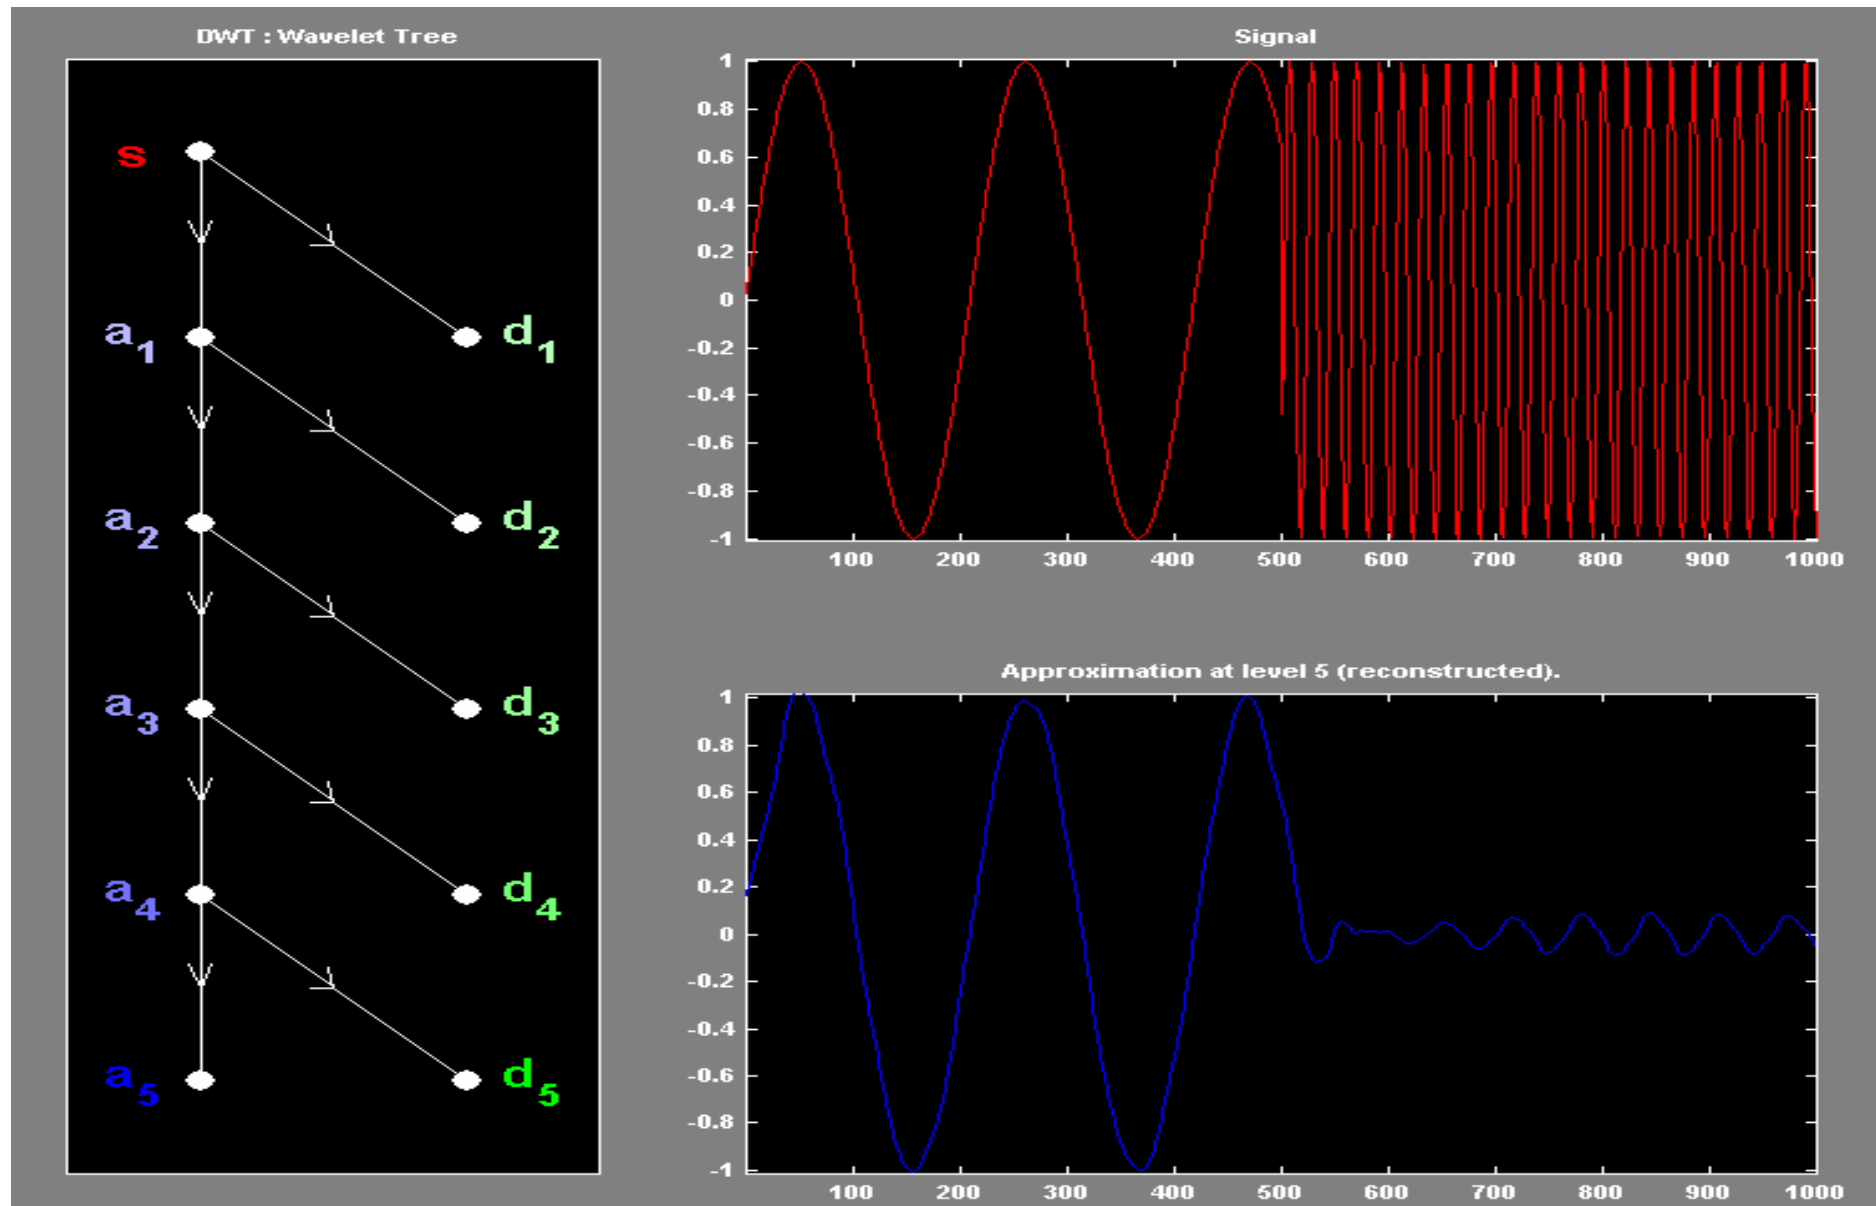 DWT : Wavelet Tree
s
a1 d1
a2 d2
a3 d3
a4 d4
a5 d5
Signal
1
0.8
0.6
0.4
0.2
0
-0.2
-0.4
-0.6
-0.8
-1
100 200 300 400 500 600 700 800 900 1000
Approximation at level 5 (reconstructed).
1
0.8
0.6
0.4
0.2
0
-0.2
-0.4
-0.6
-0.8
-1
100 200 300 400 500 600 700 800 900 1000